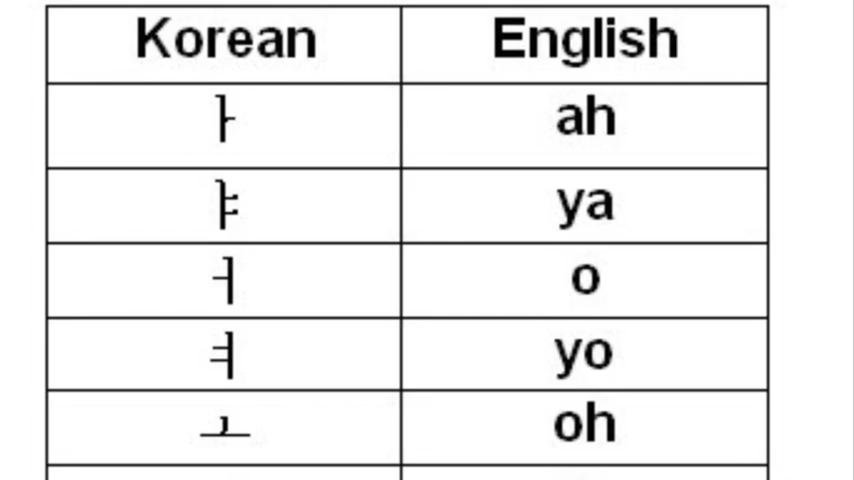 Korean English
ㅏ ah
ㅑ ya
ㅓ o
ㅕ yo
ㅗ oh